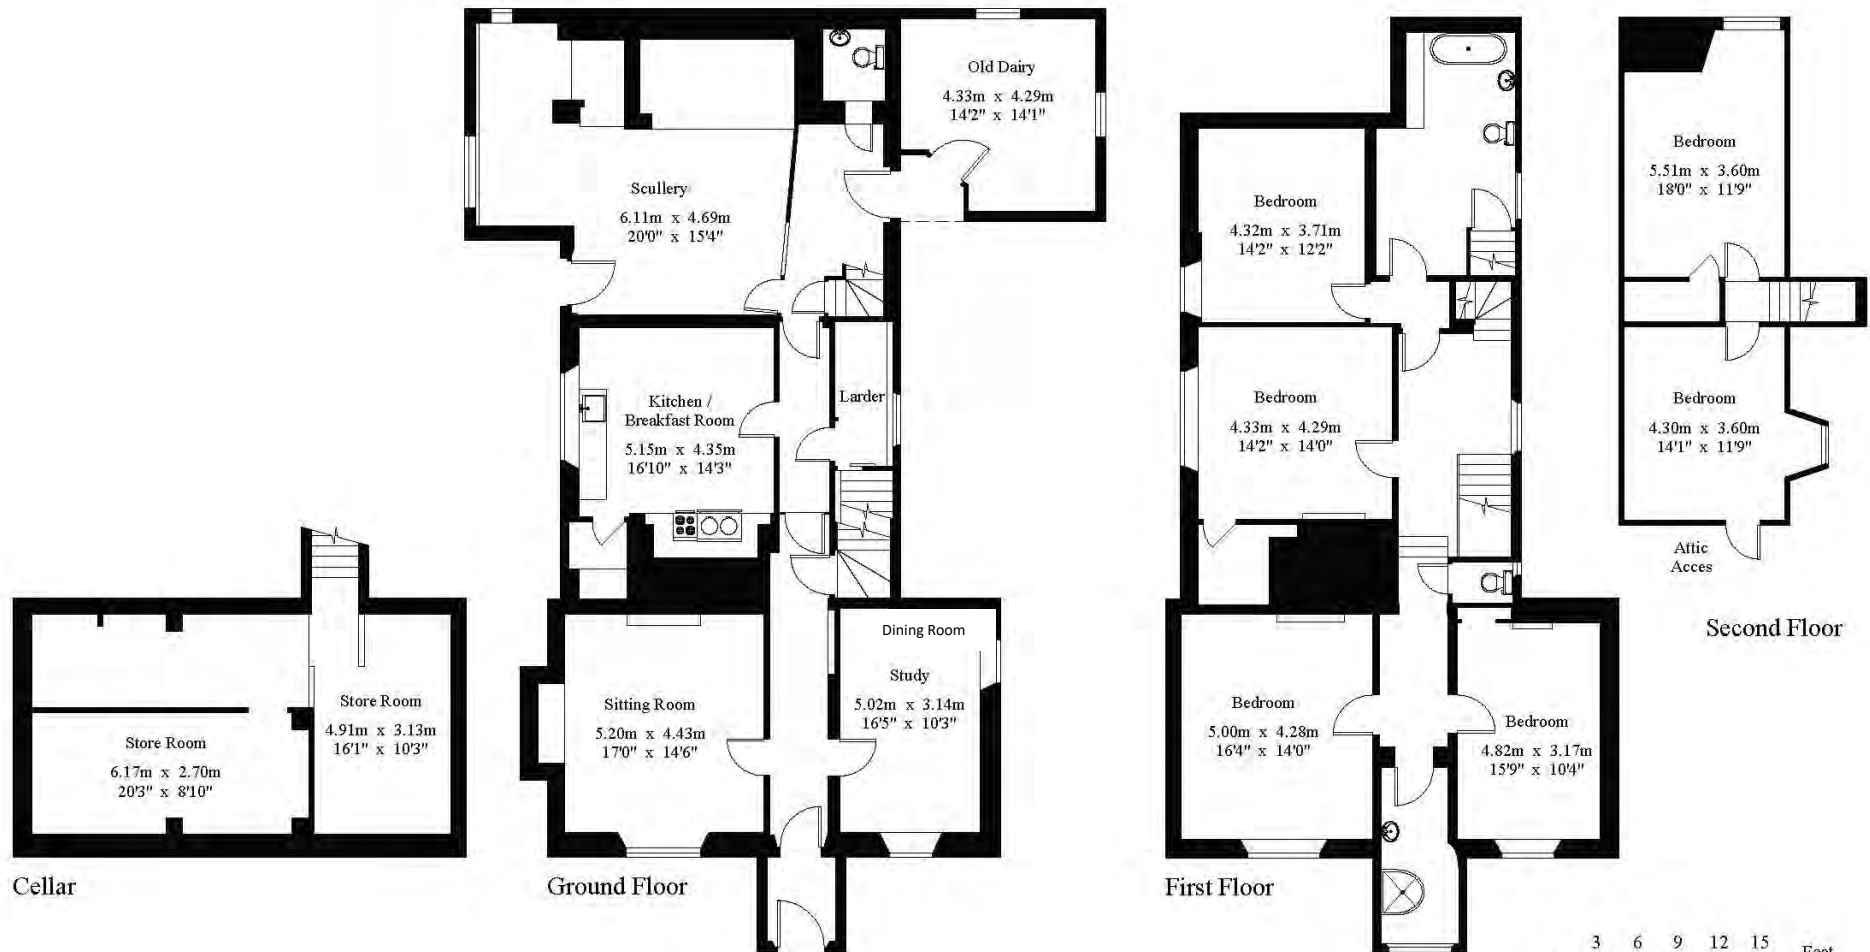 Store Room
6.17m x 2.70m
20'3" x 8'10"
Store Room
4.91m x 3.13m
16'1" x 10'3"
Cellar
Old Dairy
4.33m x 4.29m
14'2" x 14'1"
Scullery
6.11m x 4.69m
20'0" x 15'4"
Kitchen /
Breakfast Room
5.15m x 4.35m
16'10" x 14'3"
Larder
Dining Room
Study
5.02m x 3.14m
16'5" x 10'3"
Sitting Room
5.20m x 4.43m
17'0" x 14'6"
Ground Floor
Bedroom
4.32m x 3.71m
14'2" x 12'2"
Bedroom
4.33m x 4.29m
14'2" x 14'0"
Bedroom
5.00m x 4.28m
16'4" x 14'0"
Bedroom
4.82m x 3.17m
15'9" x 10'4"
First Floor
Bedroom
5.51m x 3.60m
18'0" x 11'9"
Bedroom
4.30m x 3.60m
14'1" x 11'9"
Attic
Acces
Second Floor
3 6 9 12 15 Feet